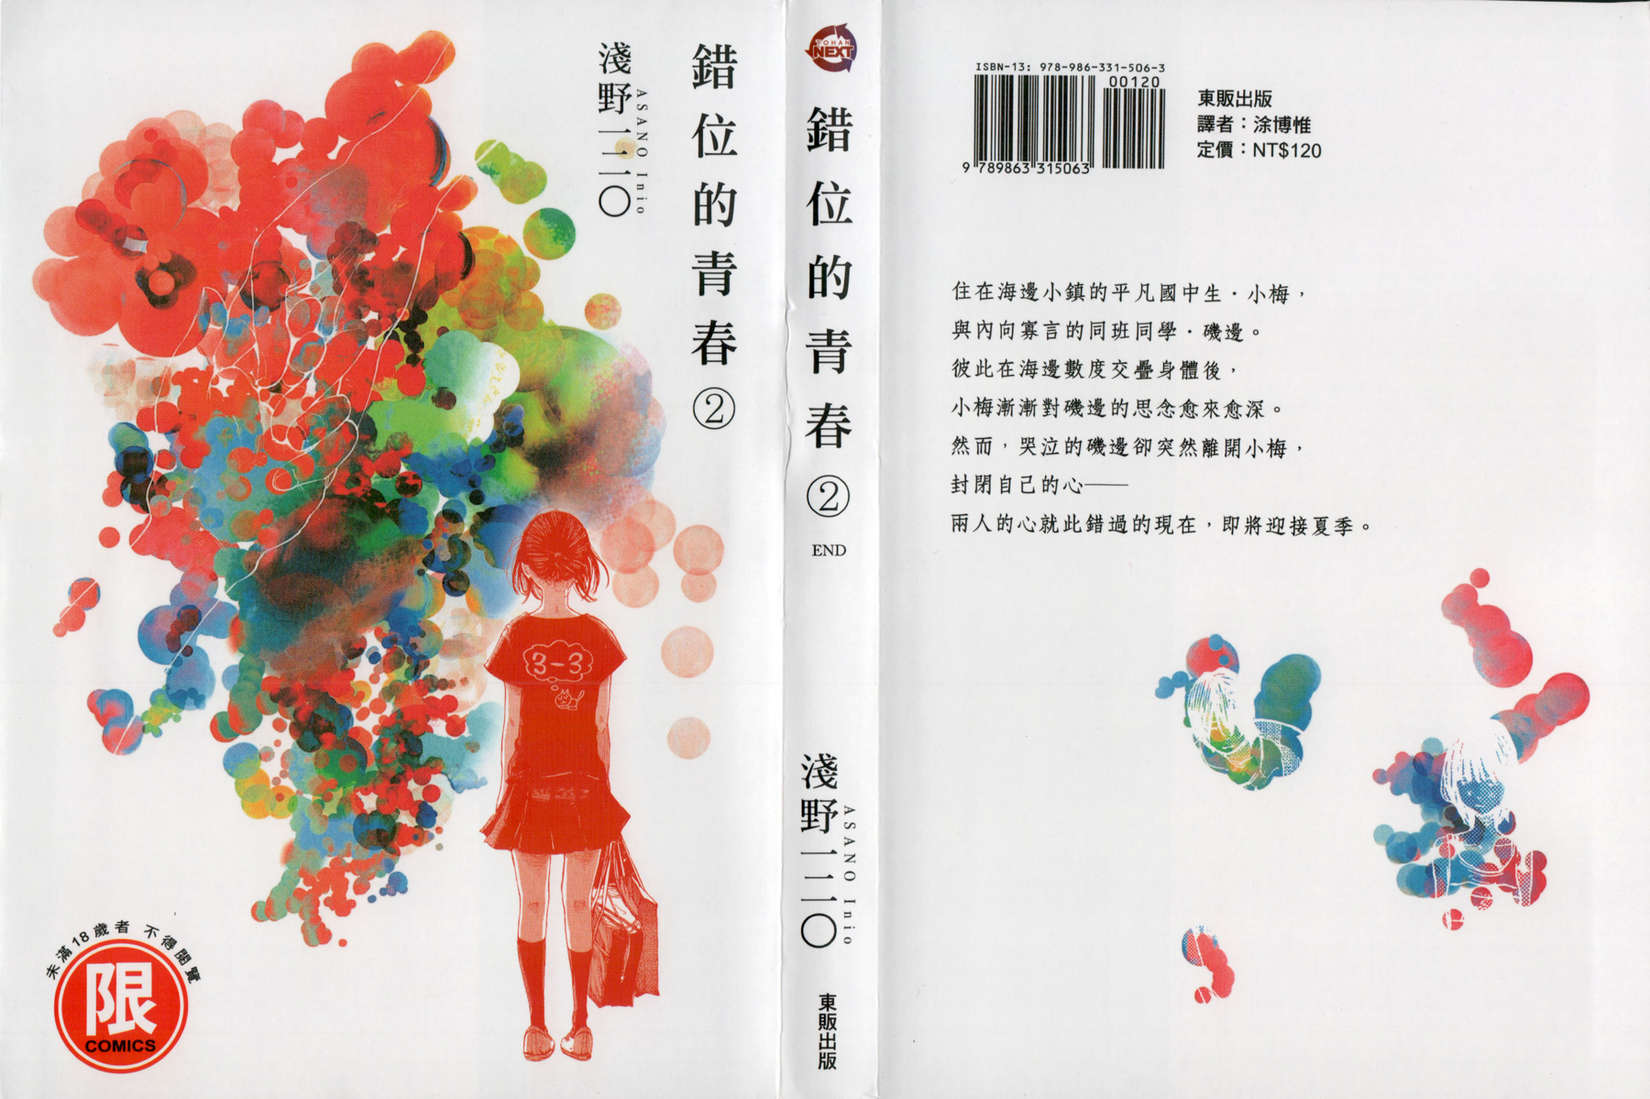 錯位的青春②
淺野一二〇
ASANO Inio
3-3
未滿18歲者 不得閱覽
限
COMICS
TOHAN
NEXT
錯位的青春②
END
淺野一二〇
ASANO Inio
東販出版
ISBN-13: 978-986-331-506-3
00120
9 789863 315063
東販出版
譯者：涂博惟
定價：NT$120
住在海邊小鎮的平凡國中生．小梅，
與內向寡言的同班同學．磯邊。
彼此在海邊數度交疊身體後，
小梅漸漸對磯邊的思念愈來愈深。
然而，哭泣的磯邊卻突然離開小梅，
封閉自己的心——
兩人的心就此錯過的現在，即將迎接夏季。